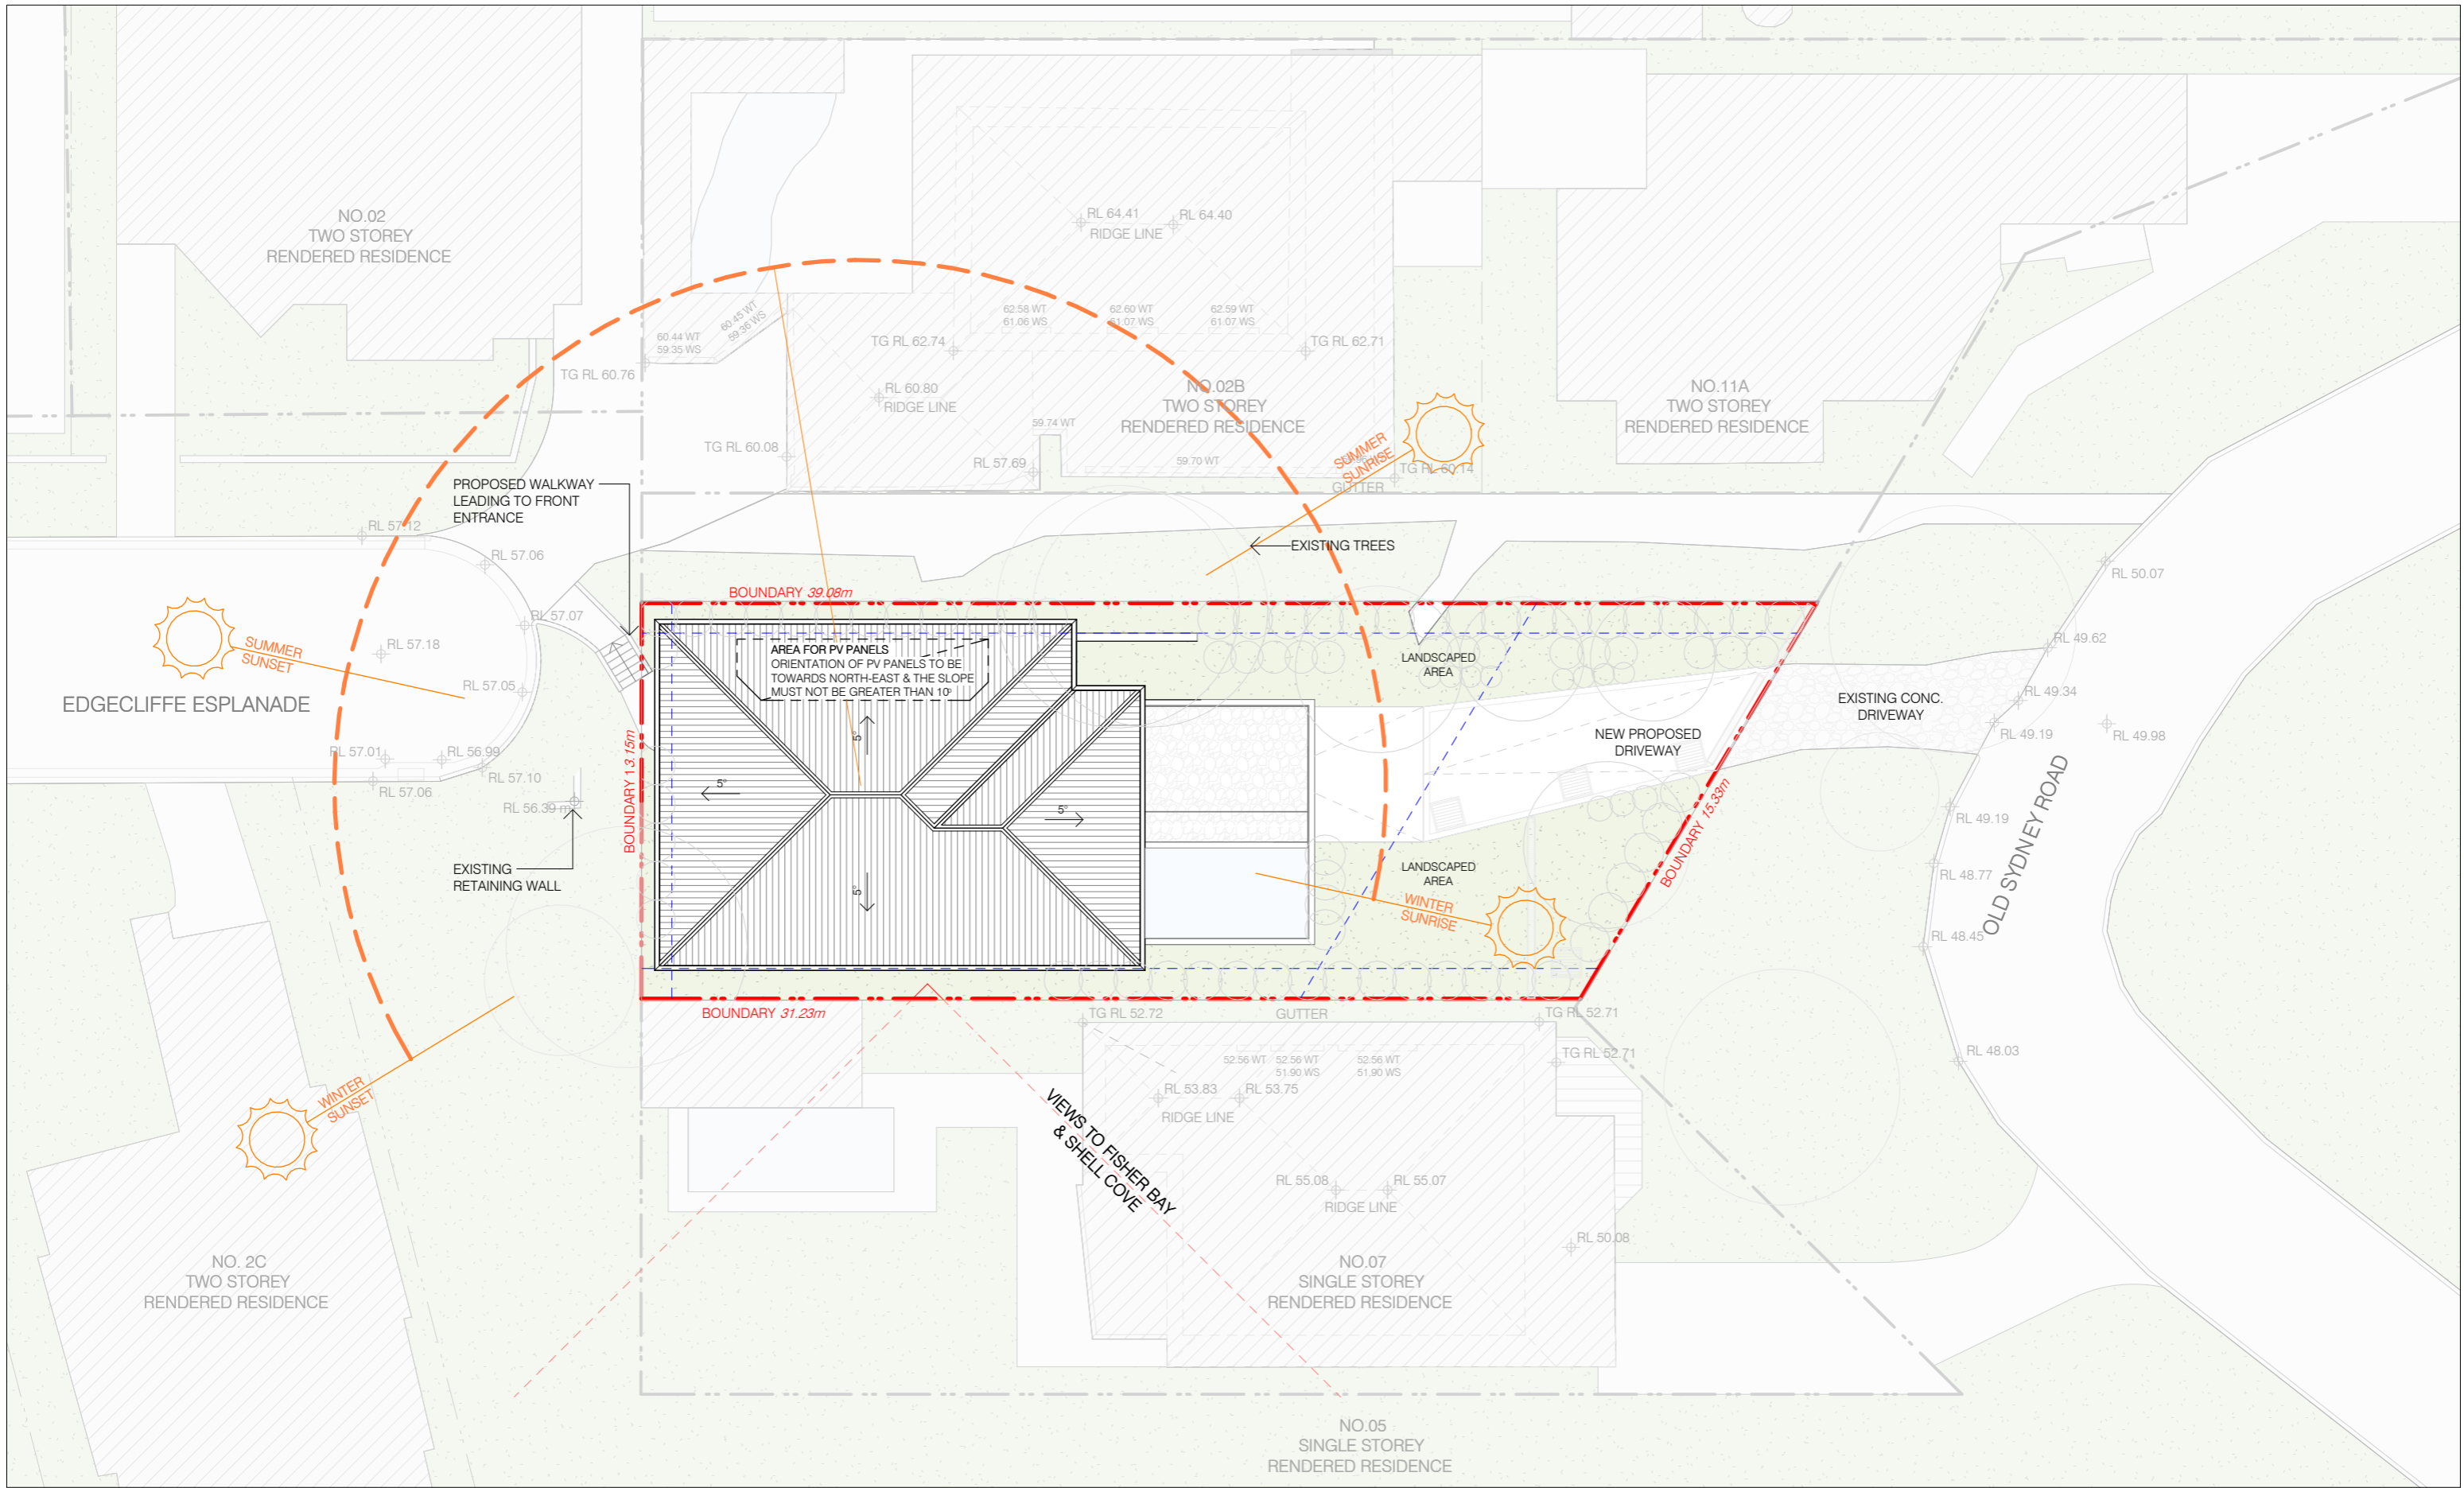 NO.02
TWO STOREY
RENDERED RESIDENCE
RL 64.41
RL 64.40
RIDGE LINE
60.44 WT
59.35 WS
60.45 WT
59.36 WS
TG RL 60.76
62.58 WT
61.06 WS
62.60 WT
61.07 WS
62.59 WT
61.07 WS
TG RL 62.74
TG RL 62.71
RL 60.80
RIDGE LINE
NO.02B
TWO STOREY
RENDERED RESIDENCE
NO.11A
TWO STOREY
RENDERED RESIDENCE
59.74 WT
TG RL 60.08
RL 57.69
59.70 WT
SUMMER
SUNRISE
TG RL 60.14
GUTTER
PROPOSED WALKWAY
LEADING TO FRONT
ENTRANCE
EXISTING TREES
RL 57.12
RL 57.06
RL 57.07
RL 57.18
RL 57.05
SUMMER
SUNSET
EDGECLIFFE ESPLANADE
RL 57.01
RL 56.99
RL 57.10
RL 57.06
RL 56.39 m
EXISTING
RETAINING WALL
BOUNDARY 39.08m
BOUNDARY 13.15m
AREA FOR PV PANELS
ORIENTATION OF PV PANELS TO BE
TOWARDS NORTH-EAST & THE SLOPE
MUST NOT BE GREATER THAN 10º
5°
5°
5°
5°
LANDSCAPED
AREA
NEW PROPOSED
DRIVEWAY
EXISTING CONC.
DRIVEWAY
LANDSCAPED
AREA
WINTER
SUNRISE
BOUNDARY 15.33m
BOUNDARY 31.23m
RL 50.07
RL 49.62
RL 49.34
RL 49.19
RL 49.98
RL 49.19
RL 48.77
RL 48.45
RL 48.03
OLD SYDNEY ROAD
TG RL 52.72
GUTTER
TG RL 52.71
TG RL 52.71
52.56 WT
52.56 WT
51.90 WS
52.56 WT
51.90 WS
RL 53.83
RL 53.75
RIDGE LINE
VIEWS TO FISHER BAY
& SHELL COVE
WINTER
SUNSET
RL 55.08
RL 55.07
RIDGE LINE
RL 50.08
NO. 2C
TWO STOREY
RENDERED RESIDENCE
NO.07
SINGLE STOREY
RENDERED RESIDENCE
NO.05
SINGLE STOREY
RENDERED RESIDENCE